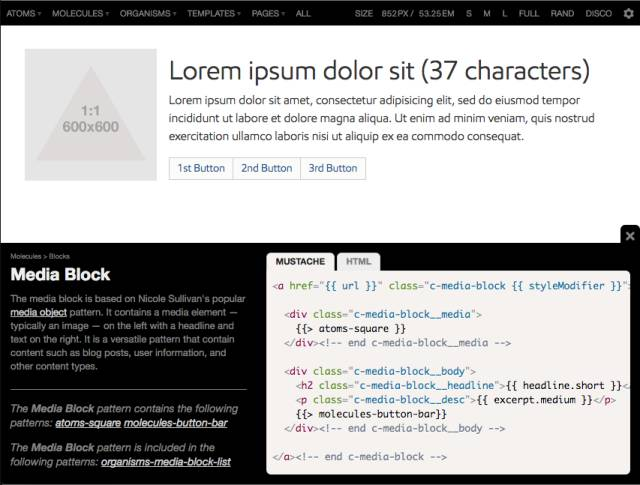 ATOMS MOLECULES ORGANISMS TEMPLATES PAGES ALL SIZE 852PX / 53.25EM S M L FULL RAND DISCO
1:1
600x600
Lorem ipsum dolor sit (37 characters)
Lorem ipsum dolor sit amet, consectetur adipisicing elit, sed do eiusmod tempor
incididunt ut labore et dolore magna aliqua. Ut enim ad minim veniam, quis nostrud
exercitation ullamco laboris nisi ut aliquip ex ea commodo consequat.
1st Button 2nd Button 3rd Button
Molecules > Blocks
Media Block
The media block is based on Nicole Sullivan's popular
media object pattern. It contains a media element —
typically an image — on the left with a headline and
text on the right. It is a versatile pattern that contain
content such as blog posts, user information, and
other content types.
The Media Block pattern contains the following
patterns: atoms-square molecules-button-bar
The Media Block pattern is included in the
following patterns: organisms-media-block-list
MUSTACHE HTML
<a href="{{ url }}" class="c-media-block {{ styleModifier }}">
<div class="c-media-block__media">
{{> atoms-square }}
</div><!-- end c-media-block__media -->
<div class="c-media-block__body">
<h2 class="c-media-block__headline">{{ headline.short }}</h
<p class="c-media-block__desc">{{ excerpt.medium }}</p>
{{> molecules-button-bar}}
</div><!-- end c-media-block__body -->
</a><!-- end c-media-block -->